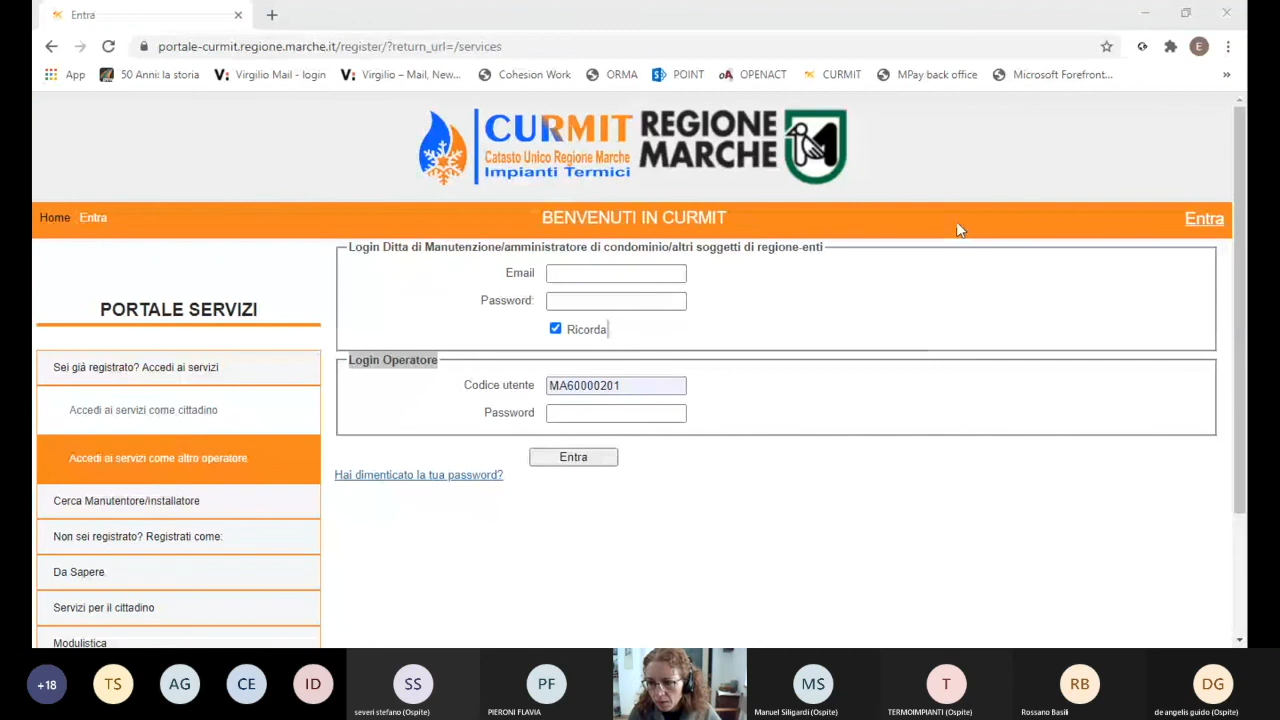 Entra
portale-curmit.regione.marche.it/register/?return_url=/services
E
App
50 Anni: la storia
Virgilio Mail - login
Virgilio – Mail, New...
Cohesion Work
ORMA
POINT
OPENACT
CURMIT
MPay back office
Microsoft Forefront...
»
CURMIT
Catasto Unico Regione Marche
Impianti Termici
REGIONE
MARCHE
Home Entra
BENVENUTI IN CURMIT
Entra
PORTALE SERVIZI
Sei già registrato? Accedi ai servizi
Accedi ai servizi come cittadino
Accedi ai servizi come altro operatore
Cerca Manutentore/installatore
Non sei registrato? Registrati come:
Da Sapere
Servizi per il cittadino
Modulistica
Login Ditta di Manutenzione/amministratore di condominio/altri soggetti di regione-enti
Email
Password:
Ricorda
Login Operatore
Codice utente MA60000201
Password
Entra
Hai dimenticato la tua password?
+18
TS
AG
CE
ID
SS
severi stefano (Ospite)
PF
PIERONI FLAVIA
MS
Manuel Siligardi (Ospite)
T
TERMOIMPIANTI (Ospite)
RB
Rossano Basili
DG
de angelis guido (Ospite)